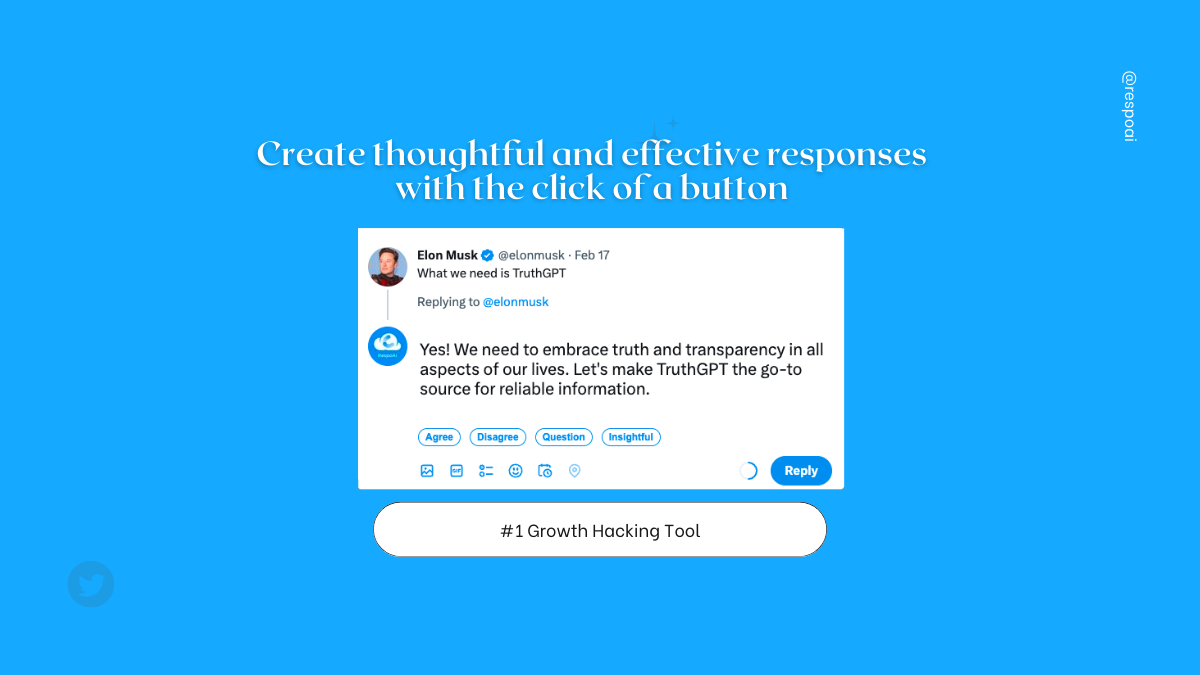 @respoai
Create thoughtful and effective responses
with the click of a button
Elon Musk @elonmusk · Feb 17
What we need is TruthGPT
Replying to @elonmusk
Yes! We need to embrace truth and transparency in all
aspects of our lives. Let's make TruthGPT the go-to
source for reliable information.
Agree Disagree Question Insightful
GIF
Reply
#1 Growth Hacking Tool